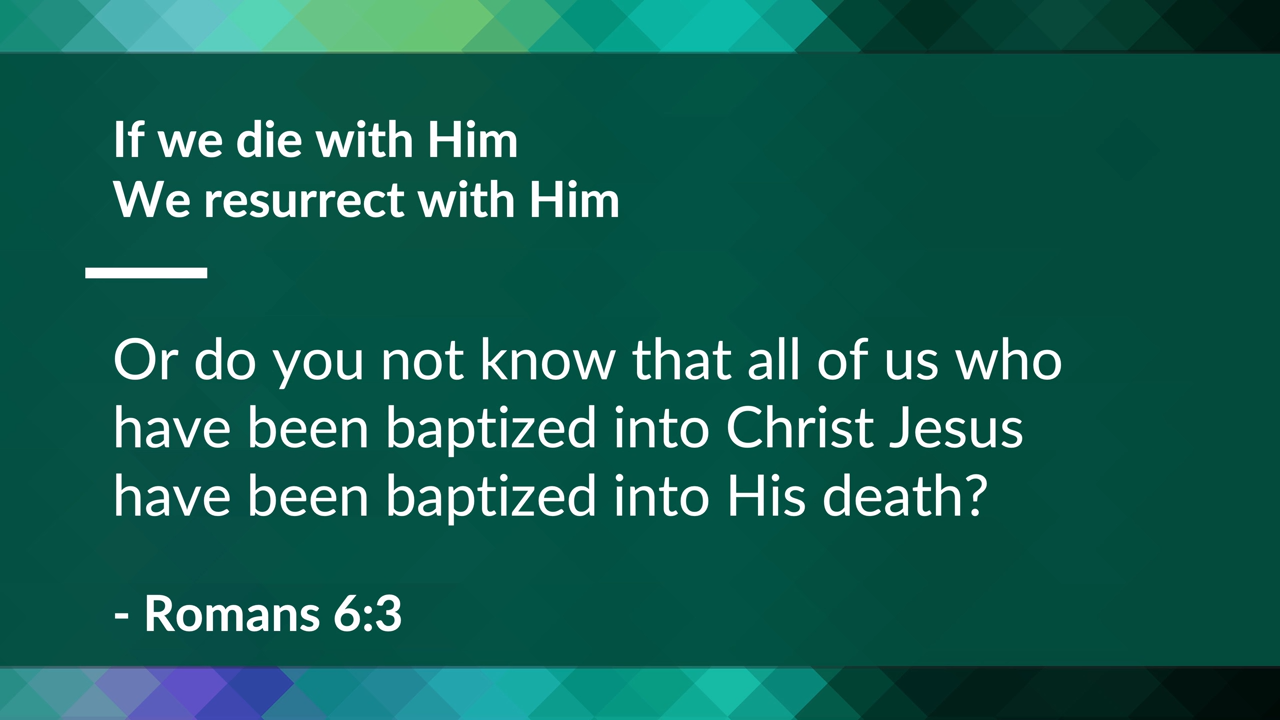 If we die with Him
We resurrect with Him
Or do you not know that all of us who
have been baptized into Christ Jesus
have been baptized into His death?
- Romans 6:3